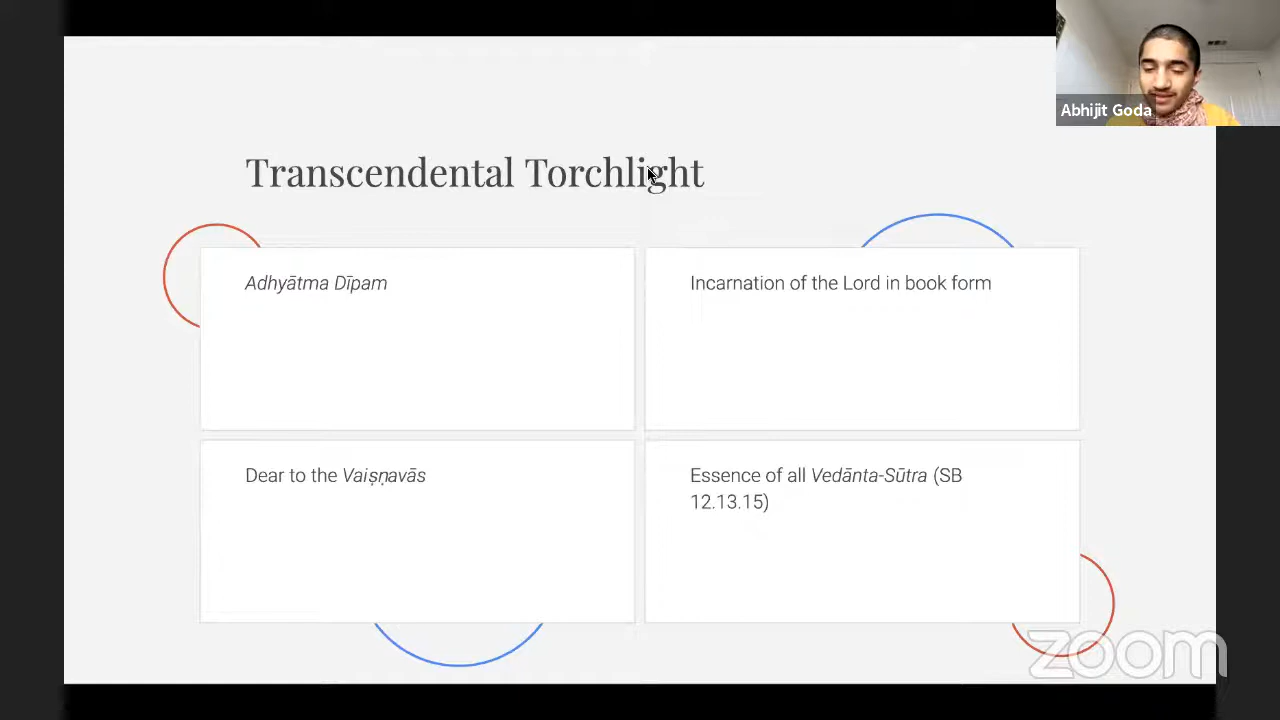 Abhijit Goda
Transcendental Torchlight
Adhyātma Dīpam
Incarnation of the Lord in book form
Dear to the Vaiṣṇavās
Essence of all Vedānta-Sūtra (SB
12.13.15)
zoom